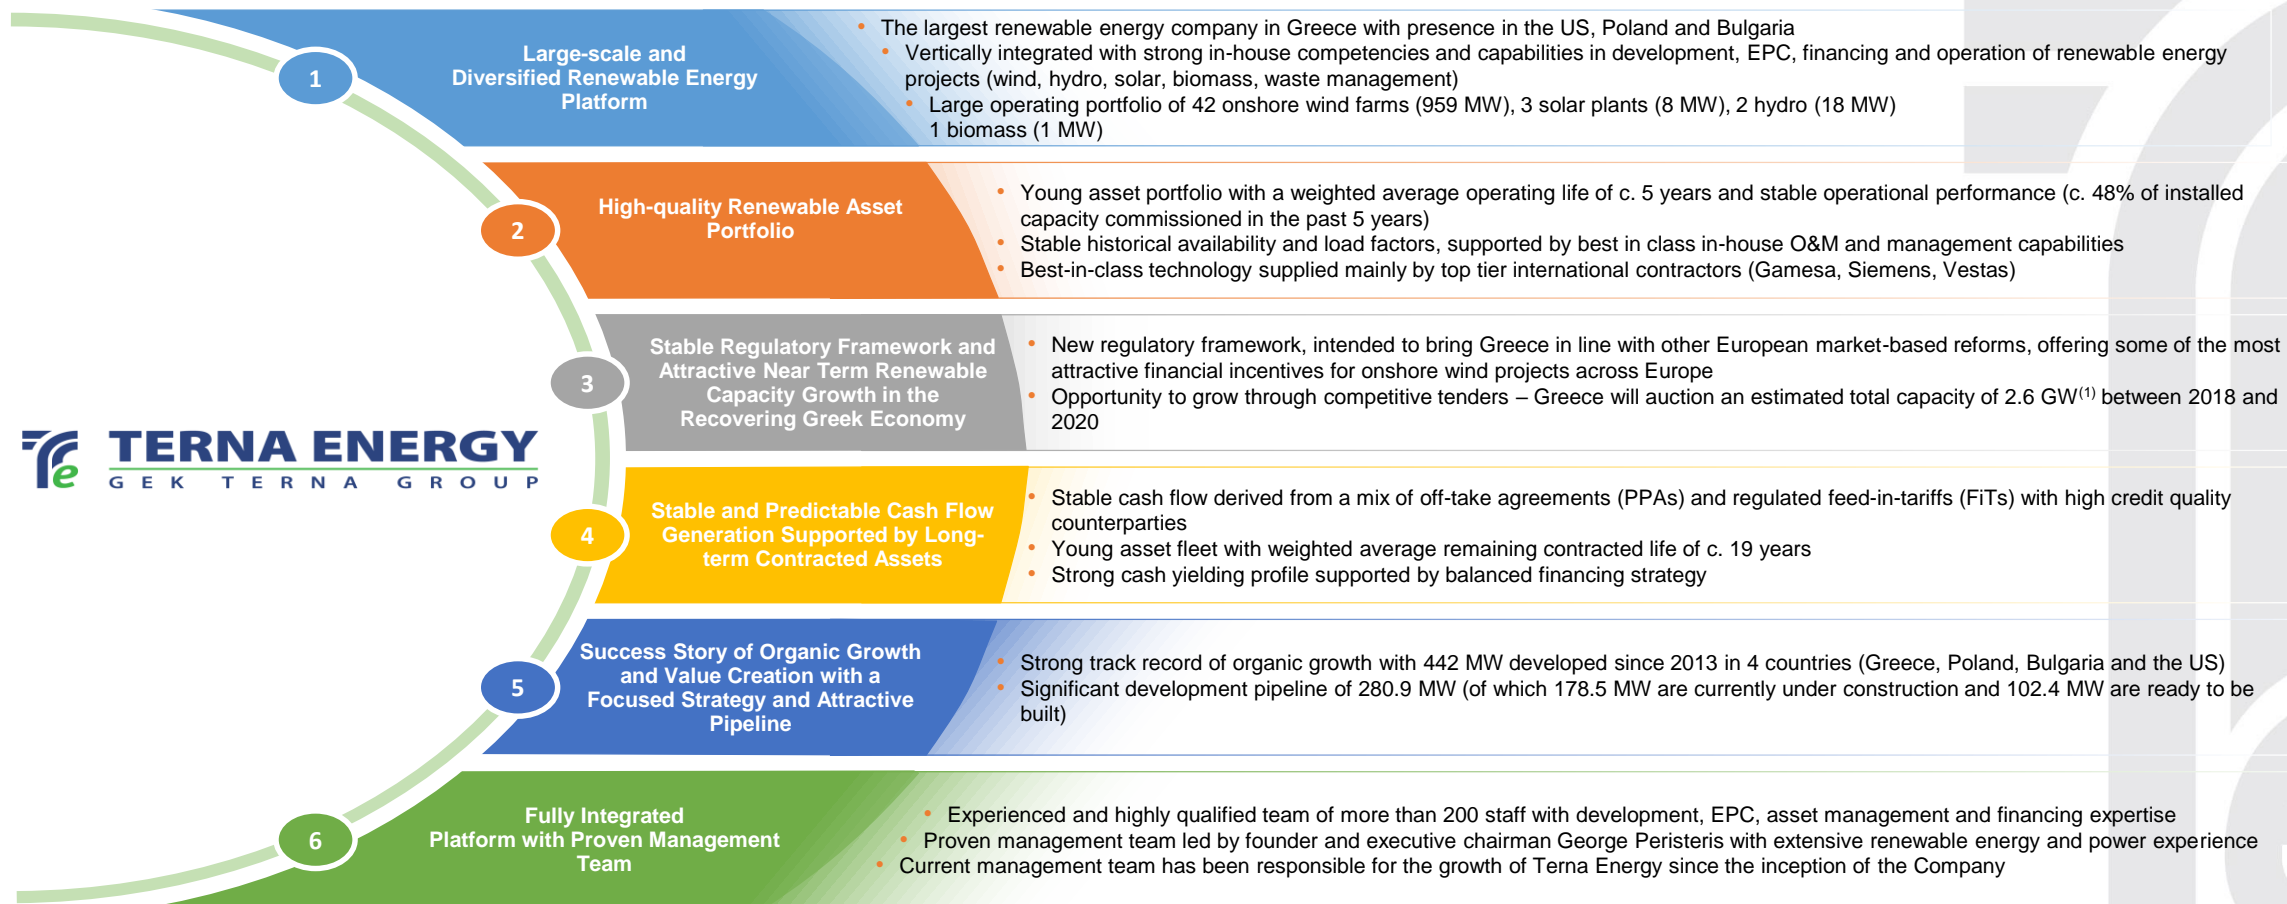 1
Large-scale and
Diversified Renewable Energy
Platform
• The largest renewable energy company in Greece with presence in the US, Poland and Bulgaria
• Vertically integrated with strong in-house competencies and capabilities in development, EPC, financing and operation of renewable energy
projects (wind, hydro, solar, biomass, waste management)
• Large operating portfolio of 42 onshore wind farms (959 MW), 3 solar plants (8 MW), 2 hydro (18 MW)
1 biomass (1 MW)
2
High-quality Renewable Asset
Portfolio
• Young asset portfolio with a weighted average operating life of c. 5 years and stable operational performance (c. 48% of installed
capacity commissioned in the past 5 years)
• Stable historical availability and load factors, supported by best in class in-house O&M and management capabilities
• Best-in-class technology supplied mainly by top tier international contractors (Gamesa, Siemens, Vestas)
3
Stable Regulatory Framework and
Attractive Near Term Renewable
Capacity Growth in the
Recovering Greek Economy
• New regulatory framework, intended to bring Greece in line with other European market-based reforms, offering some of the most
attractive financial incentives for onshore wind projects across Europe
• Opportunity to grow through competitive tenders – Greece will auction an estimated total capacity of 2.6 GW(1) between 2018 and
2020
TERNA ENERGY
GEK TERNA GROUP
4
Stable and Predictable Cash Flow
Generation Supported by Long-
term Contracted Assets
• Stable cash flow derived from a mix of off-take agreements (PPAs) and regulated feed-in-tariffs (FiTs) with high credit quality
counterparties
• Young asset fleet with weighted average remaining contracted life of c. 19 years
• Strong cash yielding profile supported by balanced financing strategy
5
Success Story of Organic Growth
and Value Creation with a
Focused Strategy and Attractive
Pipeline
• Strong track record of organic growth with 442 MW developed since 2013 in 4 countries (Greece, Poland, Bulgaria and the US)
• Significant development pipeline of 280.9 MW (of which 178.5 MW are currently under construction and 102.4 MW are ready to be
built)
6
Fully Integrated
Platform with Proven Management
Team
• Experienced and highly qualified team of more than 200 staff with development, EPC, asset management and financing expertise
• Proven management team led by founder and executive chairman George Peristeris with extensive renewable energy and power experience
• Current management team has been responsible for the growth of Terna Energy since the inception of the Company